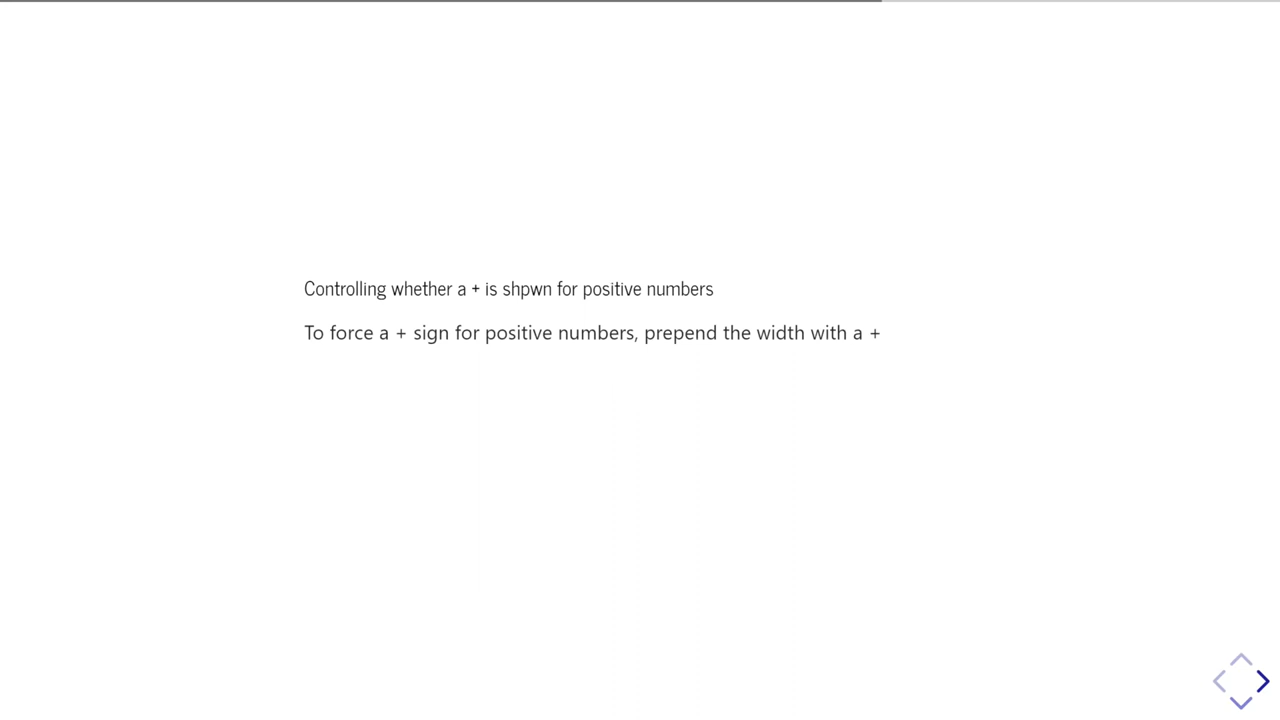 Controlling whether a + is shpwn for positive numbers
To force a + sign for positive numbers, prepend the width with a +